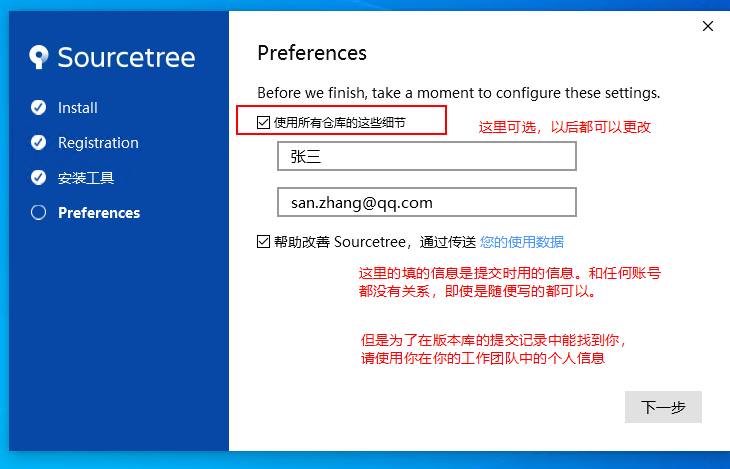 Sourcetree
Install
Registration
安装工具
Preferences
Preferences
Before we finish, take a moment to configure these settings.
使用所有仓库的这些细节
这里可选，以后都可以更改
张三
san.zhang@qq.com
帮助改善 Sourcetree，通过传送 您的使用数据
这里的填的信息是提交时用的信息。和任何账号
都没有关系，即使是随便写的都可以。
但是为了在版本库的提交记录中能找到你，
请使用你在你的工作团队中的个人信息
下一步